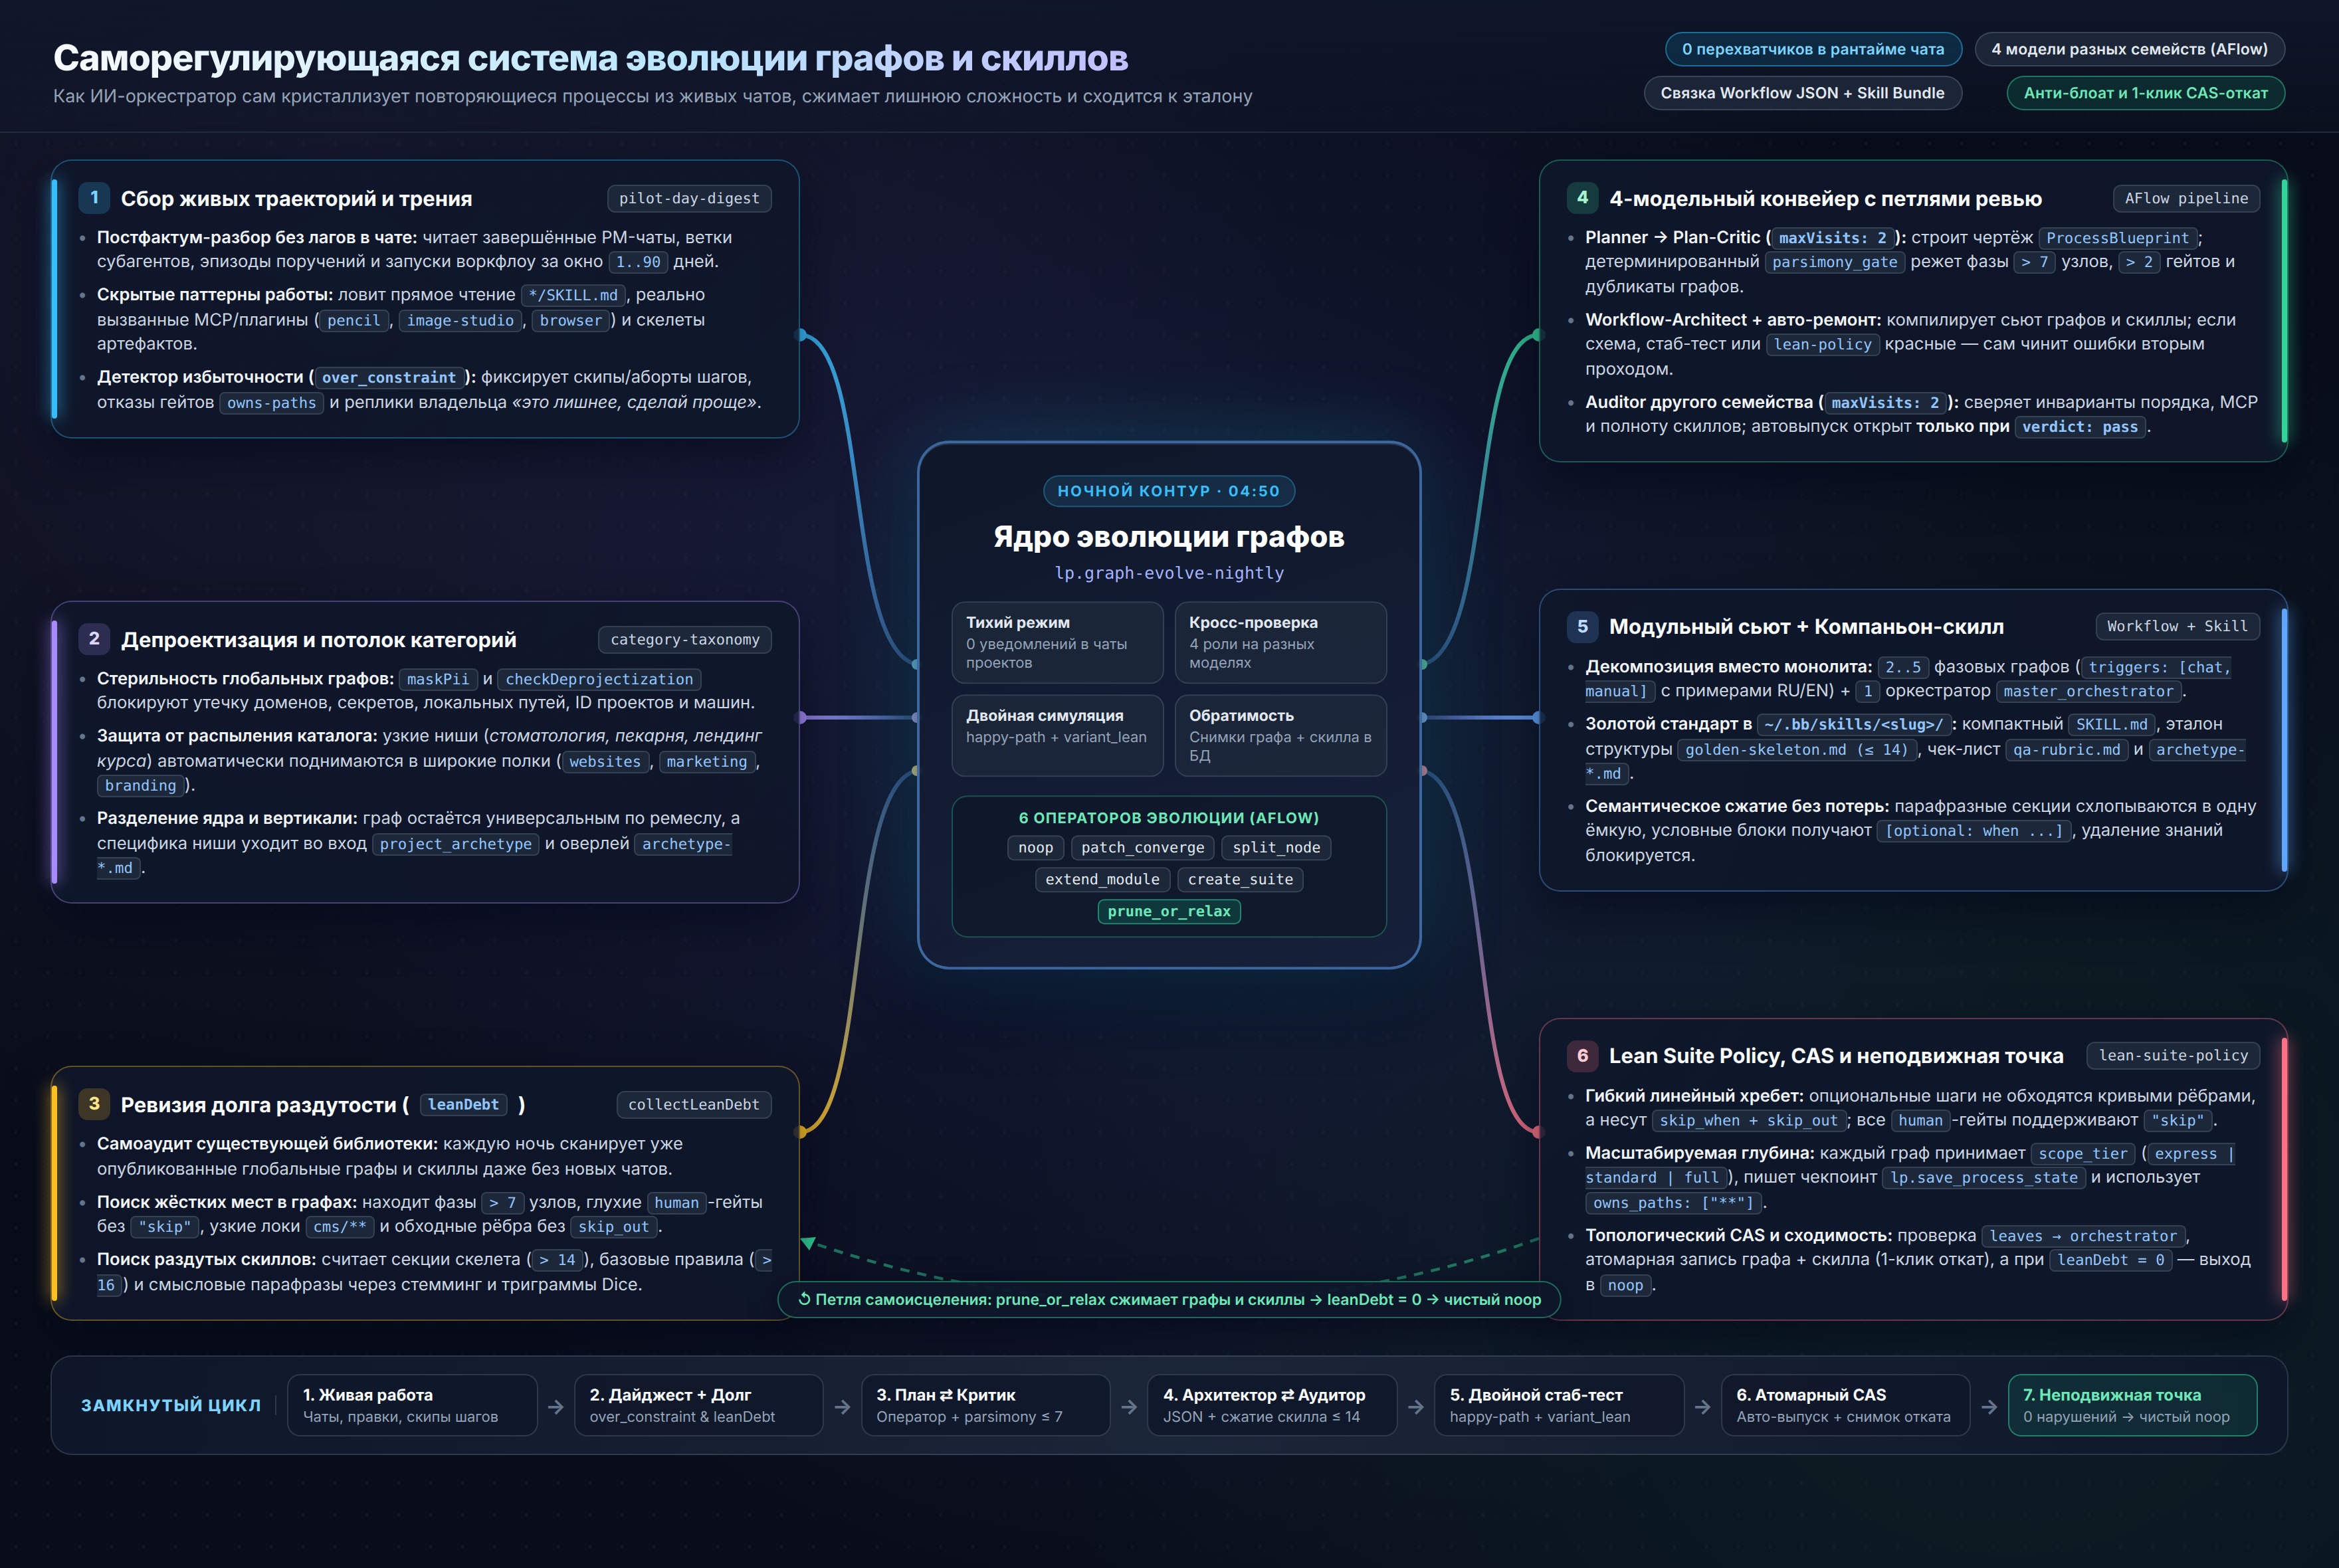 Саморегулирующаяся система эволюции графов и скиллов
Как ИИ-оркестратор сам кристаллизует повторяющиеся процессы из живых чатов, сжимает лишнюю сложность и сходится к эталону
0 перехватчиков в рантайме чата
4 модели разных семейств (AFlow)
Связка Workflow JSON + Skill Bundle
Анти-блоат и 1-клик CAS-откат
1 Сбор живых траекторий и трения pilot-day-digest
• Постфактум-разбор без лагов в чате: читает завершённые PM-чаты, ветки
субагентов, эпизоды поручений и запуски воркфлоу за окно 1..90 дней.
• Скрытые паттерны работы: ловит прямое чтение */SKILL.md, реально
вызванные MCP/плагины (pencil, image-studio, browser) и скелеты
артефактов.
• Детектор избыточности (over_constraint): фиксирует скипы/аборты шагов,
отказы гейтов owns-paths и реплики владельца «это лишнее, сделай проще».
2 Депроектизация и потолок категорий category-taxonomy
• Стерильность глобальных графов: maskPii и checkDeprojectization
блокируют утечку доменов, секретов, локальных путей, ID проектов и машин.
• Защита от распыления каталога: узкие ниши (стоматология, пекарня, лендинг
курса) автоматически поднимаются в широкие полки (websites, marketing,
branding).
• Разделение ядра и вертикали: граф остаётся универсальным по ремеслу, а
специфика ниши уходит во вход project_archetype и оверлей archetype-
*.md.
3 Ревизия долга раздутости ( leanDebt ) collectLeanDebt
• Самоаудит существующей библиотеки: каждую ночь сканирует уже
опубликованные глобальные графы и скиллы даже без новых чатов.
• Поиск жёстких мест в графах: находит фазы > 7 узлов, глухие human-гейты
без "skip", узкие локи cms/** и обходные рёбра без skip_out.
• Поиск раздутых скиллов: считает секции скелета (> 14), базовые правила (>
16) и смысловые парафразы через стемминг и триграммы Dice.
НОЧНОЙ КОНТУР · 04:50
Ядро эволюции графов
lp.graph-evolve-nightly
Тихий режим
0 уведомлений в чаты
проектов
Кросс-проверка
4 роли на разных
моделях
Двойная симуляция
happy-path + variant_lean
Обратимость
Снимки графа + скилла в
БД
6 ОПЕРАТОРОВ ЭВОЛЮЦИИ (AFLOW)
noop patch_converge split_node
extend_module create_suite
prune_or_relax
4 4-модельный конвейер с петлями ревью AFlow pipeline
• Planner → Plan-Critic (maxVisits: 2): строит чертёж ProcessBlueprint;
детерминированный parsimony_gate режет фазы > 7 узлов, > 2 гейтов и
дубликаты графов.
• Workflow-Architect + авто-ремонт: компилирует сьют графов и скиллы; если
схема, стаб-тест или lean-policy красные — сам чинит ошибки вторым
проходом.
• Auditor другого семейства (maxVisits: 2): сверяет инварианты порядка, MCP
и полноту скиллов; автовыпуск открыт только при verdict: pass.
5 Модульный сьют + Компаньон-скилл Workflow + Skill
• Декомпозиция вместо монолита: 2..5 фазовых графов (triggers: [chat,
manual] с примерами RU/EN) + 1 оркестратор master_orchestrator.
• Золотой стандарт в ~/.bb/skills/<slug>/: компактный SKILL.md, эталон
структуры golden-skeleton.md (≤ 14), чек-лист qa-rubric.md и archetype-
*.md.
• Семантическое сжатие без потерь: парафразные секции схлопываются в одну
ёмкую, условные блоки получают [optional: when ...], удаление знаний
блокируется.
6 Lean Suite Policy, CAS и неподвижная точка lean-suite-policy
• Гибкий линейный хребет: опциональные шаги не обходятся кривыми рёбрами,
а несут skip_when + skip_out; все human-гейты поддерживают "skip".
• Масштабируемая глубина: каждый граф принимает scope_tier (express |
standard | full), пишет чекпоинт lp.save_process_state и использует
owns_paths: ["**"].
• Топологический CAS и сходимость: проверка leaves → orchestrator,
атомарная запись графа + скилла (1-клик откат), а при leanDebt = 0 — выход
в noop.
↺ Петля самоисцеления: prune_or_relax сжимает графы и скиллы → leanDebt = 0 → чистый noop
ЗАМКНУТЫЙ ЦИКЛ
1. Живая работа
Чаты, правки, скипы шагов
→
2. Дайджест + Долг
over_constraint & leanDebt
→
3. План ⇄ Критик
Оператор + parsimony ≤ 7
→
4. Архитектор ⇄ Аудитор
JSON + сжатие скилла ≤ 14
→
5. Двойной стаб-тест
happy-path + variant_lean
→
6. Атомарный CAS
Авто-выпуск + снимок отката
→
7. Неподвижная точка
0 нарушений → чистый noop